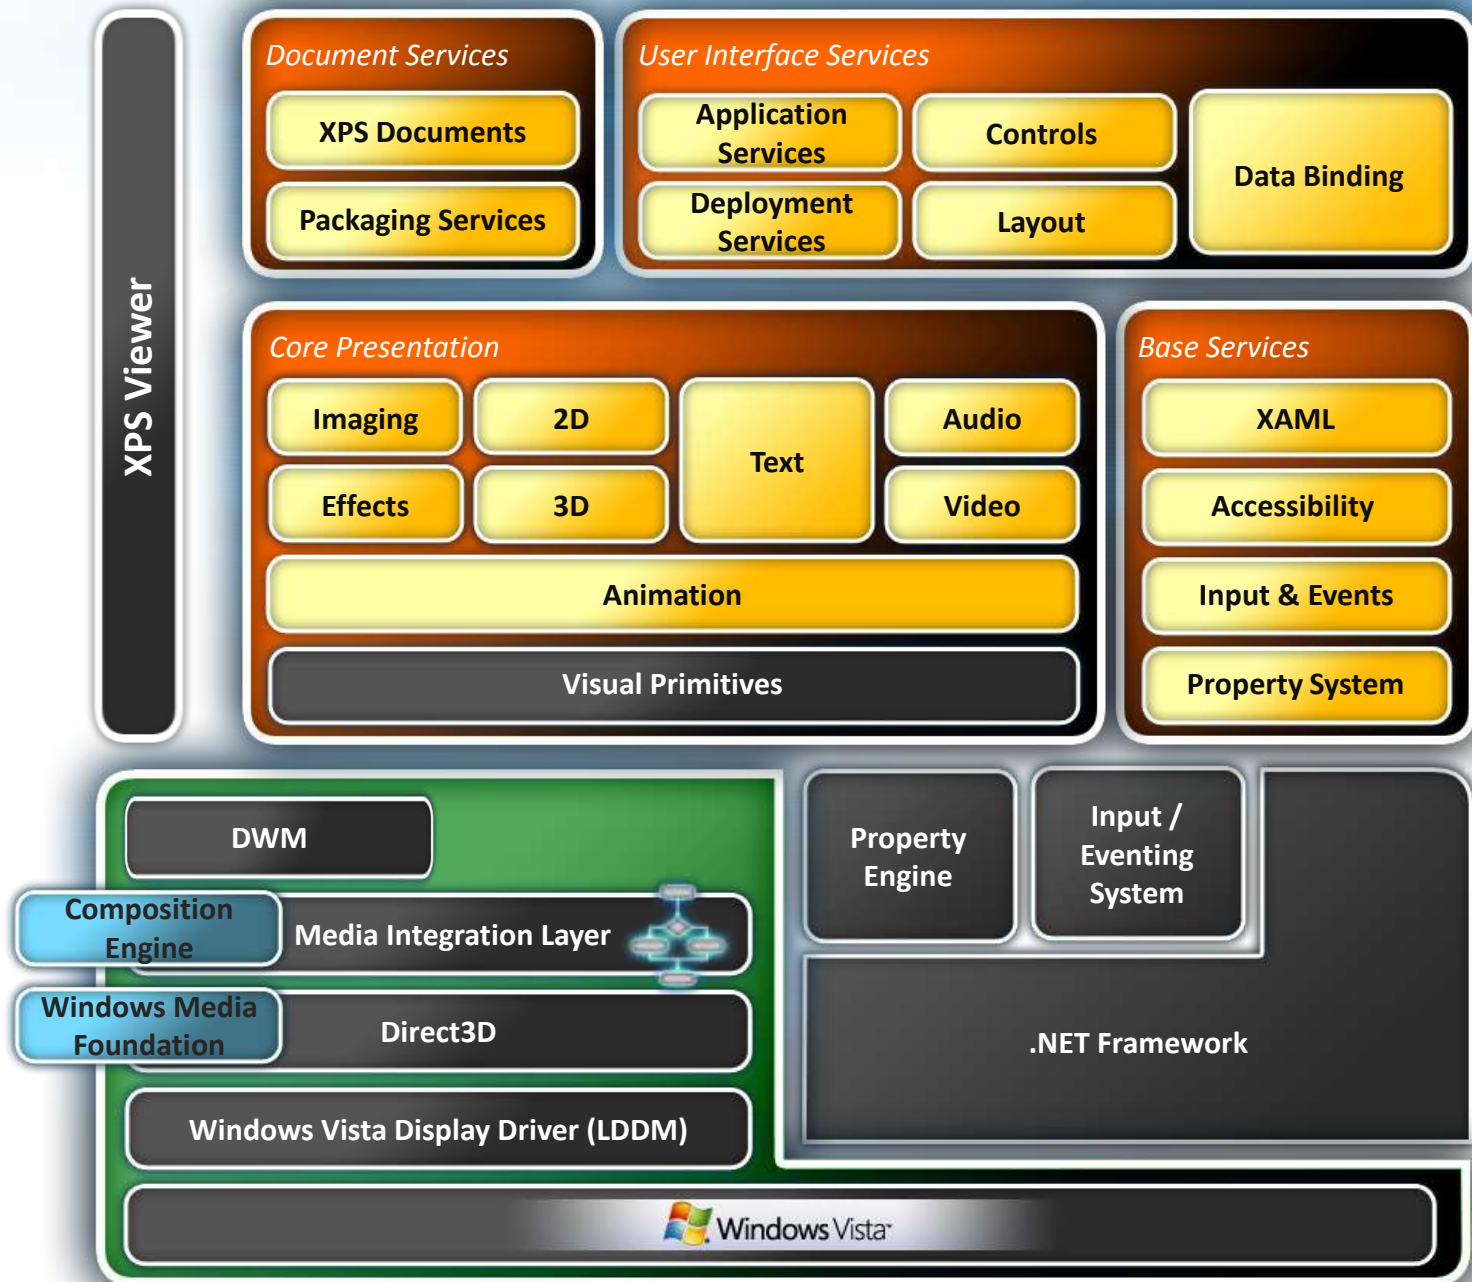 XPS Viewer
Document Services
XPS Documents
Packaging Services
User Interface Services
Application
Services
Controls
Data Binding
Deployment
Services
Layout
Core Presentation
Imaging
2D
Text
Audio
Effects
3D
Video
Animation
Visual Primitives
Base Services
XAML
Accessibility
Input & Events
Property System
DWM
Composition
Engine
Media Integration Layer
Windows Media
Foundation
Direct3D
Windows Vista Display Driver (LDDM)
Property
Engine
Input /
Eventing
System
.NET Framework
Windows Vista